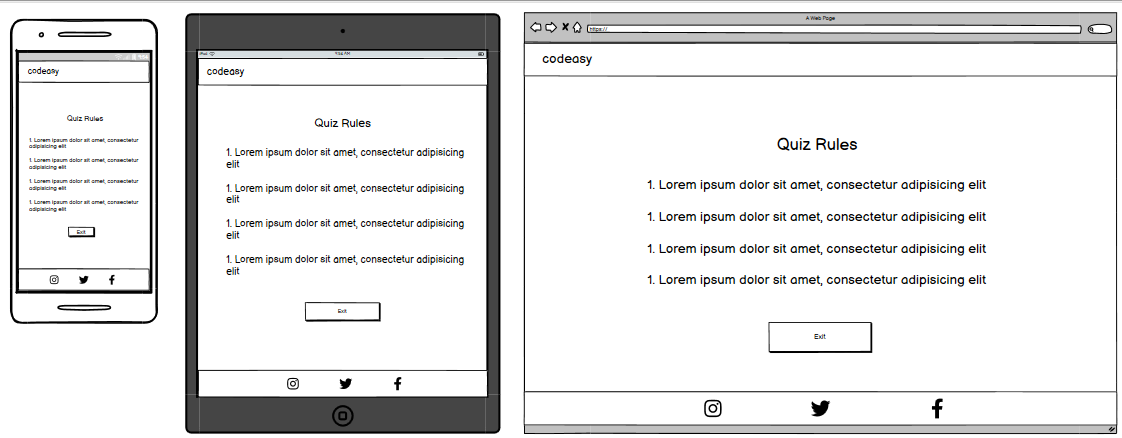 codeasy
Quiz Rules
1. Lorem ipsum dolor sit amet, consectetur
adipisicing elit
1. Lorem ipsum dolor sit amet, consectetur
adipisicing elit
1. Lorem ipsum dolor sit amet, consectetur
adipisicing elit
1. Lorem ipsum dolor sit amet, consectetur
adipisicing elit
Exit
iPad
9:56 AM
codeasy
Quiz Rules
1. Lorem ipsum dolor sit amet, consectetur adipisicing
elit
1. Lorem ipsum dolor sit amet, consectetur adipisicing
elit
1. Lorem ipsum dolor sit amet, consectetur adipisicing
elit
1. Lorem ipsum dolor sit amet, consectetur adipisicing
elit
Exit
A Web Page
https://
codeasy
Quiz Rules
1. Lorem ipsum dolor sit amet, consectetur adipisicing elit
1. Lorem ipsum dolor sit amet, consectetur adipisicing elit
1. Lorem ipsum dolor sit amet, consectetur adipisicing elit
1. Lorem ipsum dolor sit amet, consectetur adipisicing elit
Exit